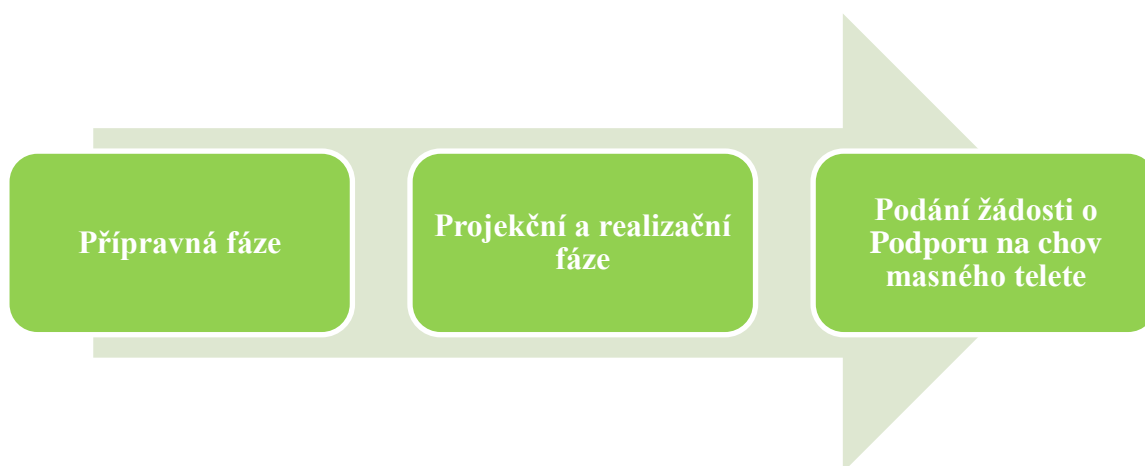 Přípravná fáze
Projekční a realizační
fáze
Podání žádosti o
Podporu na chov
masného telete